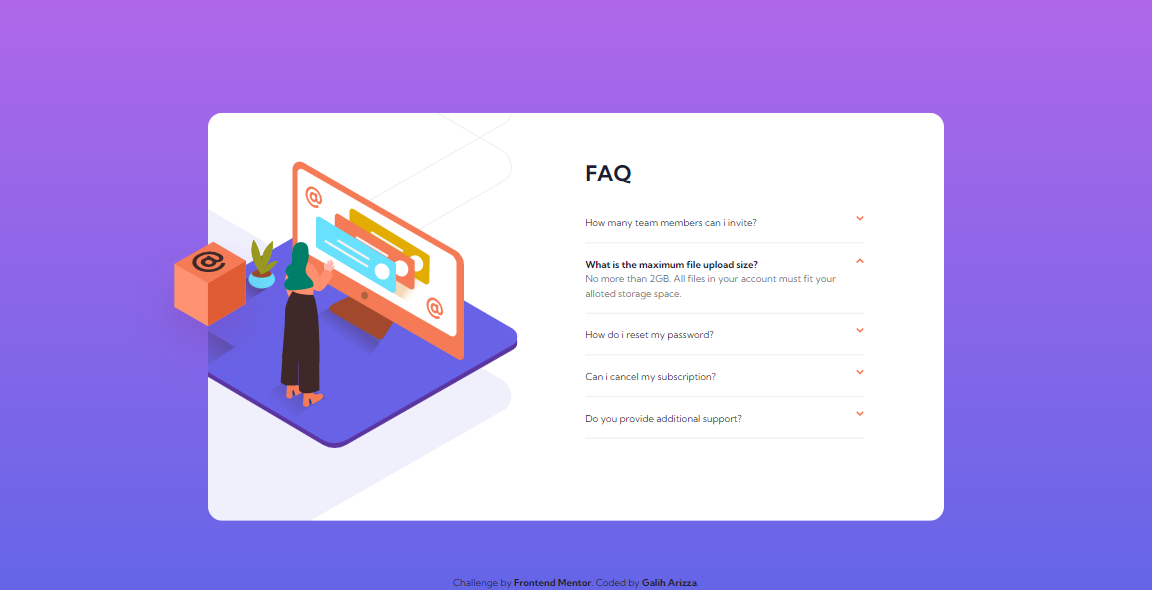 FAQ
How many team members can i invite?
What is the maximum file upload size?
No more than 2GB. All files in your account must fit your
alloted storage space.
How do i reset my password?
Can i cancel my subscription?
Do you provide additional support?
@
@
@
Challenge by Frontend Mentor. Coded by Galih Arizza.